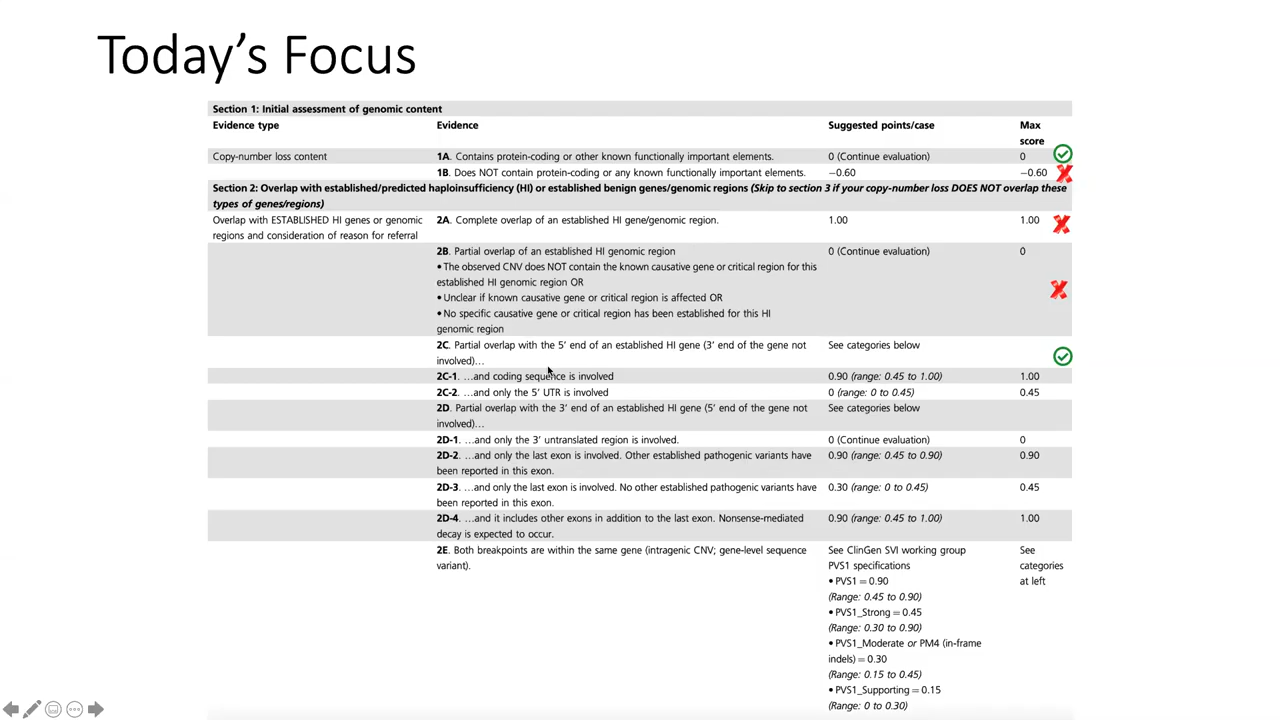 Today’s Focus
Section 1: Initial assessment of genomic content
Evidence type Evidence Suggested points/case Max
score
Copy-number loss content 1A. Contains protein-coding or other known functionally important elements. 0 (Continue evaluation) 0
1B. Does NOT contain protein-coding or any known functionally important elements. −0.60 −0.60
Section 2: Overlap with established/predicted haploinsufficiency (HI) or established benign genes/genomic regions (Skip to section 3 if your copy-number loss DOES NOT overlap these
types of genes/regions)
Overlap with ESTABLISHED HI genes or genomic 2A. Complete overlap of an established HI gene/genomic region. 1.00 1.00
regions and consideration of reason for referral
2B. Partial overlap of an established HI genomic region 0 (Continue evaluation) 0
• The observed CNV does NOT contain the known causative gene or critical region for this
established HI genomic region OR
• Unclear if known causative gene or critical region is affected OR
• No specific causative gene or critical region has been established for this HI
genomic region
2C. Partial overlap with the 5’ end of an established HI gene (3’ end of the gene not See categories below
involved)…
2C-1. …and coding sequence is involved 0.90 (range: 0.45 to 1.00) 1.00
2C-2. …and only the 5’ UTR is involved 0 (range: 0 to 0.45) 0.45
2D. Partial overlap with the 3’ end of an established HI gene (5’ end of the gene not See categories below
involved)…
2D-1. …and only the 3’ untranslated region is involved. 0 (Continue evaluation) 0
2D-2. …and only the last exon is involved. Other established pathogenic variants have 0.90 (range: 0.45 to 0.90) 0.90
been reported in this exon.
2D-3. …and only the last exon is involved. No other established pathogenic variants have 0.30 (range: 0 to 0.45) 0.45
been reported in this exon.
2D-4. …and it includes other exons in addition to the last exon. Nonsense-mediated 0.90 (range: 0.45 to 1.00) 1.00
decay is expected to occur.
2E. Both breakpoints are within the same gene (intragenic CNV; gene-level sequence See ClinGen SVI working group See
variant). PVS1 specifications categories
• PVS1 = 0.90 at left
(Range: 0.45 to 0.90)
• PVS1_Strong = 0.45
(Range: 0.30 to 0.90)
• PVS1_Moderate or PM4 (in-frame
indels) = 0.30
(Range: 0.15 to 0.45)
• PVS1_Supporting = 0.15
(Range: 0 to 0.30)